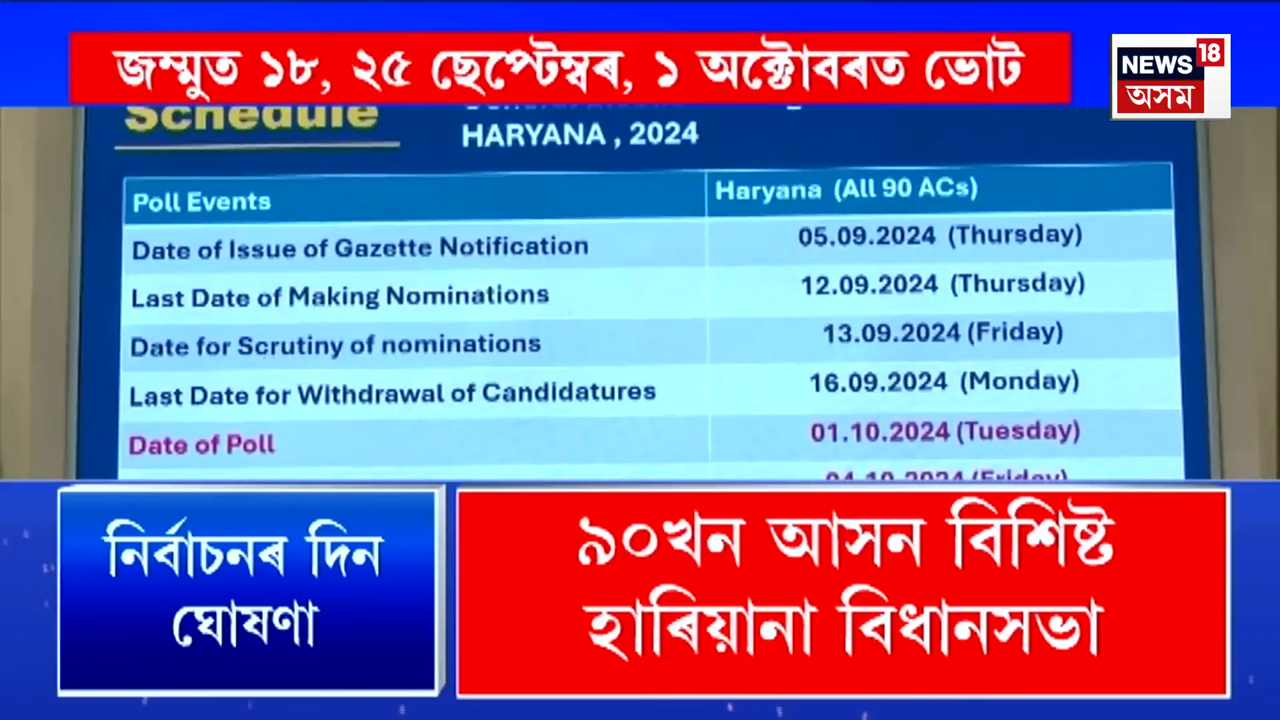 জম্মুত ১৮, ২৫ ছেপ্টেম্বৰ, ১ অক্টোবৰত ভোট
NEWS 18
অসম
Schedule
HARYANA , 2024
Poll Events Haryana (All 90 ACs)
Date of Issue of Gazette Notification 05.09.2024 (Thursday)
Last Date of Making Nominations 12.09.2024 (Thursday)
Date for Scrutiny of nominations 13.09.2024 (Friday)
Last Date for Withdrawal of Candidatures 16.09.2024 (Monday)
Date of Poll 01.10.2024 (Tuesday)
04.10.2024 (Friday)
নিৰ্বাচনৰ দিন
ঘোষণা
৯০খন আসন বিশিষ্ট
হাৰিয়ানা বিধানসভা